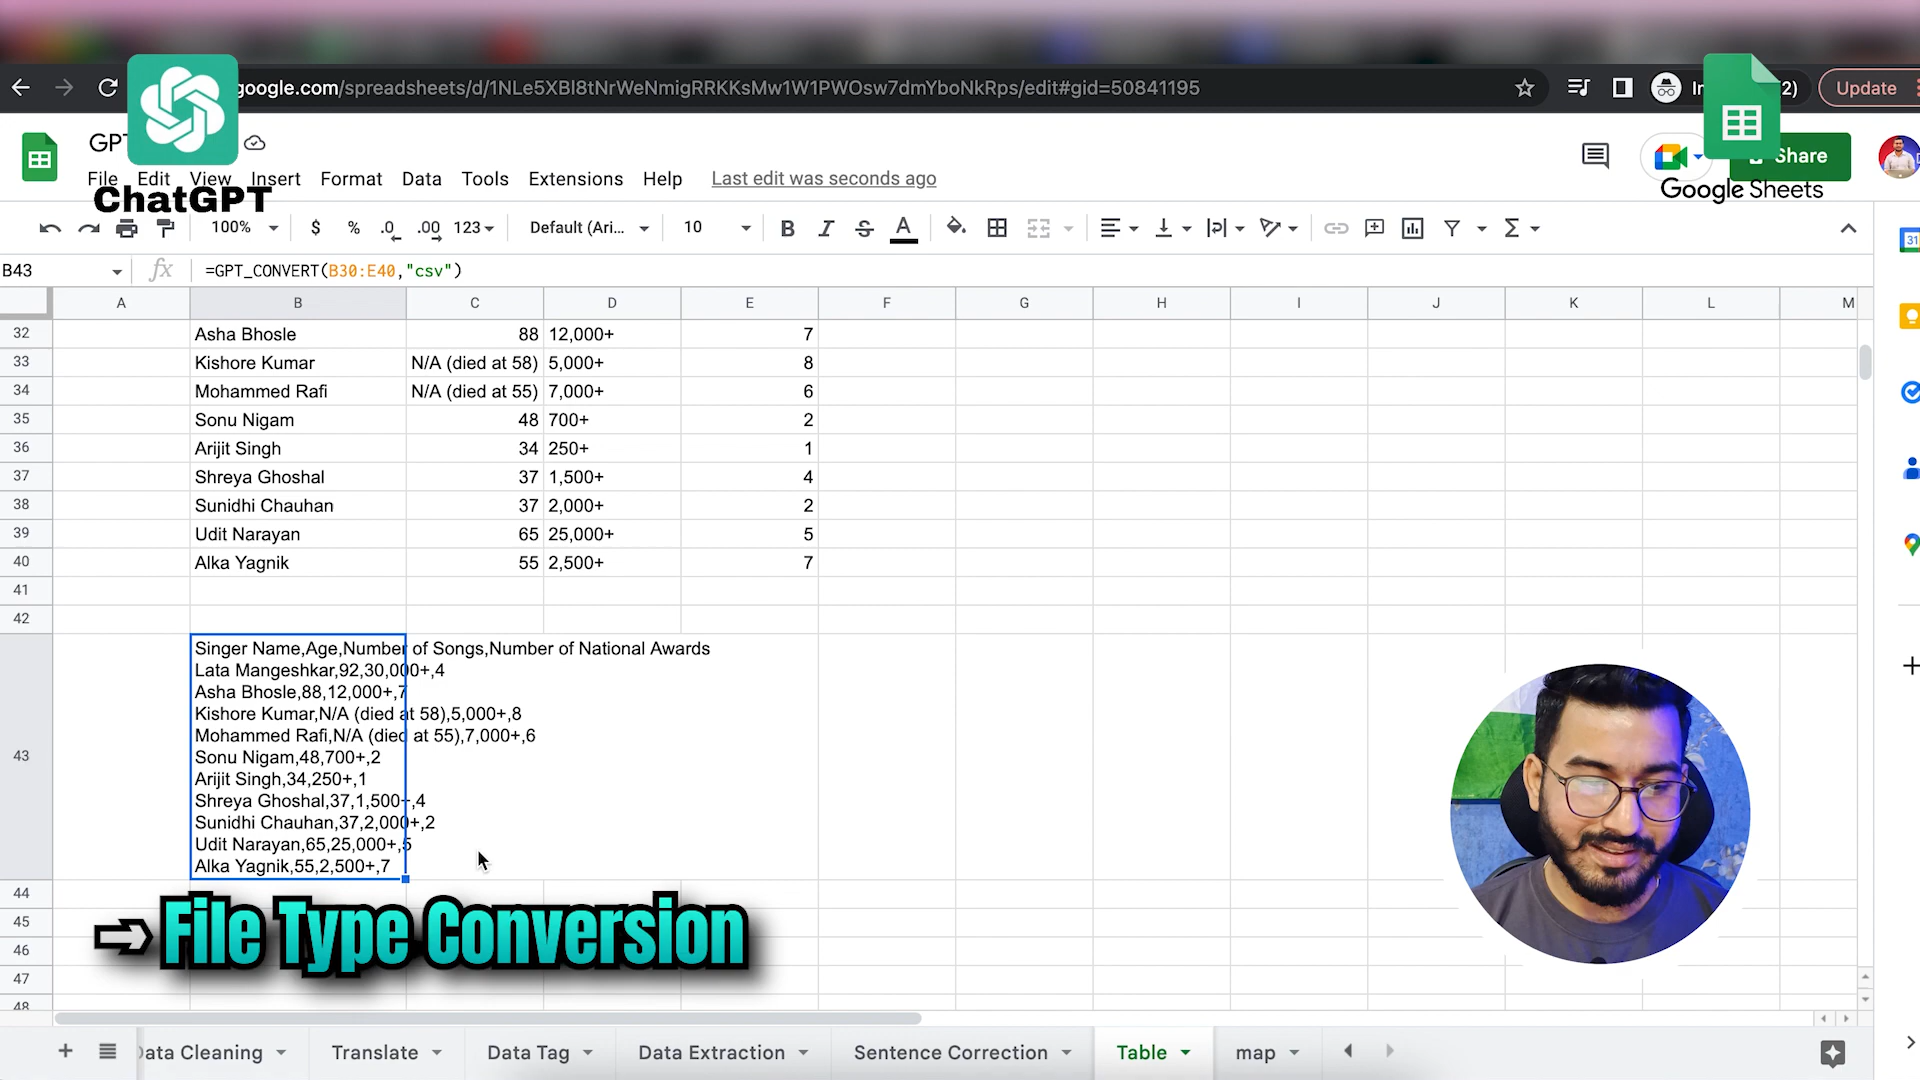 google.com/spreadsheets/d/1NLe5XBl8tNrWeNmigRRKKsMw1W1PWOsw7dmYboNkRps/edit#gid=50841195
Update
ChatGPT
Google Sheets
Share
File Edit View Insert Format Data Tools Extensions Help Last edit was seconds ago
100% $ % .0 .00 123 Default (Ari... 10 B I S A
B43 fx =GPT_CONVERT(B30:E40,"csv")
A B C D E F G H I J K L M
32 Asha Bhosle 88 12,000+ 7
33 Kishore Kumar N/A (died at 58) 5,000+ 8
34 Mohammed Rafi N/A (died at 55) 7,000+ 6
35 Sonu Nigam 48 700+ 2
36 Arijit Singh 34 250+ 1
37 Shreya Ghoshal 37 1,500+ 4
38 Sunidhi Chauhan 37 2,000+ 2
39 Udit Narayan 65 25,000+ 5
40 Alka Yagnik 55 2,500+ 7
41
42
43
Singer Name,Age,Number of Songs,Number of National Awards
Lata Mangeshkar,92,30,000+,4
Asha Bhosle,88,12,000+,7
Kishore Kumar,N/A (died at 58),5,000+,8
Mohammed Rafi,N/A (died at 55),7,000+,6
Sonu Nigam,48,700+,2
Arijit Singh,34,250+,1
Shreya Ghoshal,37,1,500+,4
Sunidhi Chauhan,37,2,000+,2
Udit Narayan,65,25,000+,5
Alka Yagnik,55,2,500+,7
44
45
46
47
48
File Type Conversion
Data Cleaning Translate Data Tag Data Extraction Sentence Correction Table map